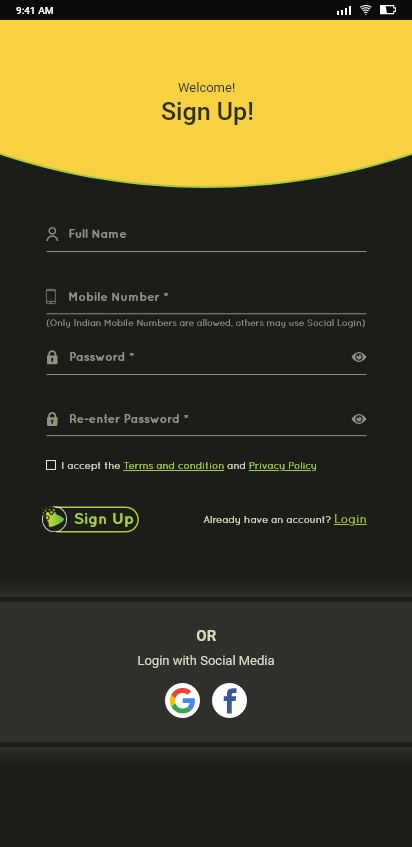 9:41 AM
Welcome!
Sign Up!
Full Name
Mobile Number *
(Only Indian Mobile Numbers are allowed, others may use Social Login)
Password *
Re-enter Password *
I accept the Terms and condition and Privacy Policy
Sign Up
Already have an account? Login
OR
Login with Social Media